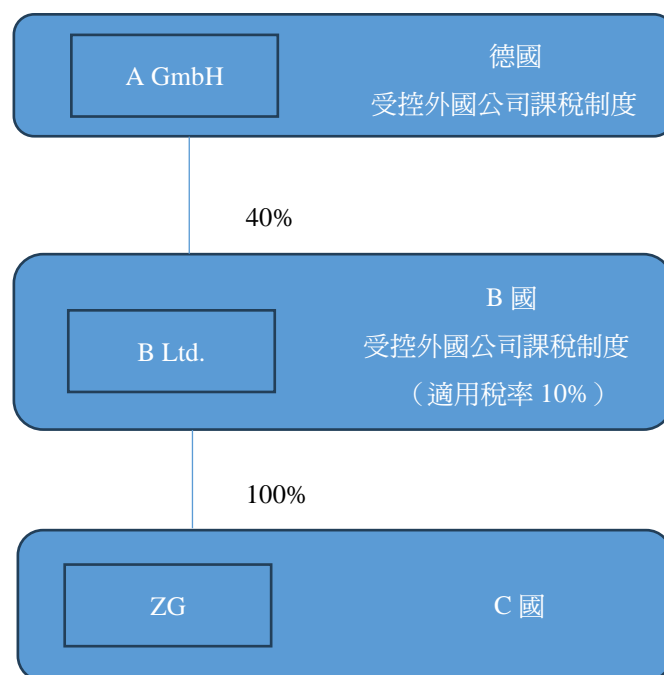 A GmbH
德國
受控外國公司課稅制度
40%
B Ltd.
B 國
受控外國公司課稅制度
（適用稅率 10%）
100%
ZG
C 國